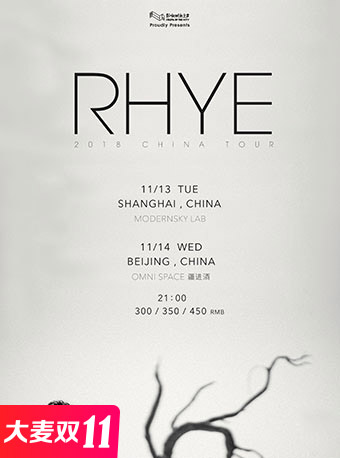 Proudly Presents
RHYE
2018 CHINA TOUR
11/13 TUE
SHANGHAI , CHINA
MODERNSKY LAB
11/14 WED
BEIJING , CHINA
OMNI SPACE 疆进酒
21:00
300 / 350 / 450 RMB
大麦双11